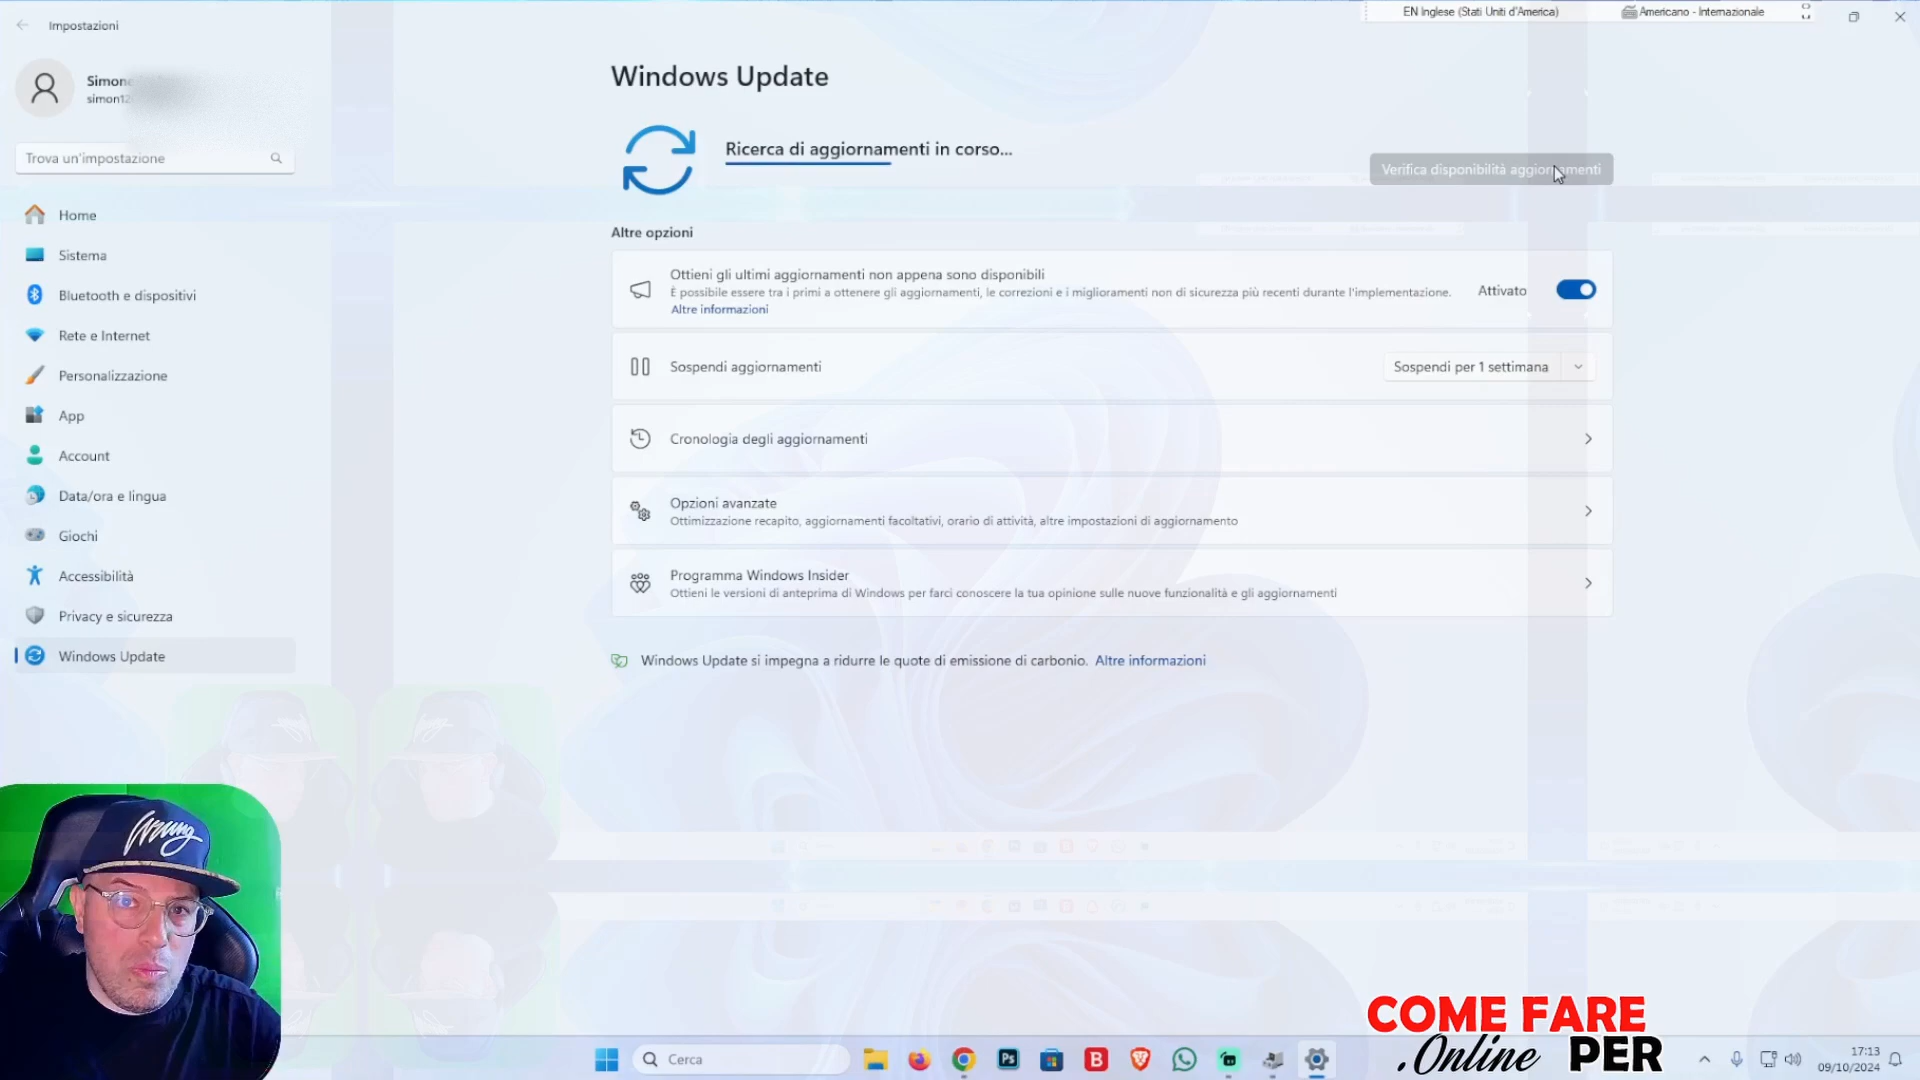 Impostazioni
EN Inglese (Stati Uniti d'America)
Americano - Internazionale
Simone
simon12
Trova un'impostazione
Home
Sistema
Bluetooth e dispositivi
Rete e Internet
Personalizzazione
App
Account
Data/ora e lingua
Giochi
Accessibilità
Privacy e sicurezza
Windows Update
Windows Update
Ricerca di aggiornamenti in corso...
Verifica disponibilità aggiornamenti
Altre opzioni
Ottieni gli ultimi aggiornamenti non appena sono disponibili
È possibile essere tra i primi a ottenere gli aggiornamenti, le correzioni e i miglioramenti non di sicurezza più recenti durante l'implementazione.
Altre informazioni
Attivato
Sospendi aggiornamenti
Sospendi per 1 settimana
Cronologia degli aggiornamenti
Opzioni avanzate
Ottimizzazione recapito, aggiornamenti facoltativi, orario di attività, altre impostazioni di aggiornamento
Programma Windows Insider
Ottieni le versioni di anteprima di Windows per farci conoscere la tua opinione sulle nuove funzionalità e gli aggiornamenti
Windows Update si impegna a ridurre le quote di emissione di carbonio. Altre informazioni
COME FARE
.Online PER
Cerca
Ps
B
17:13
09/10/2024